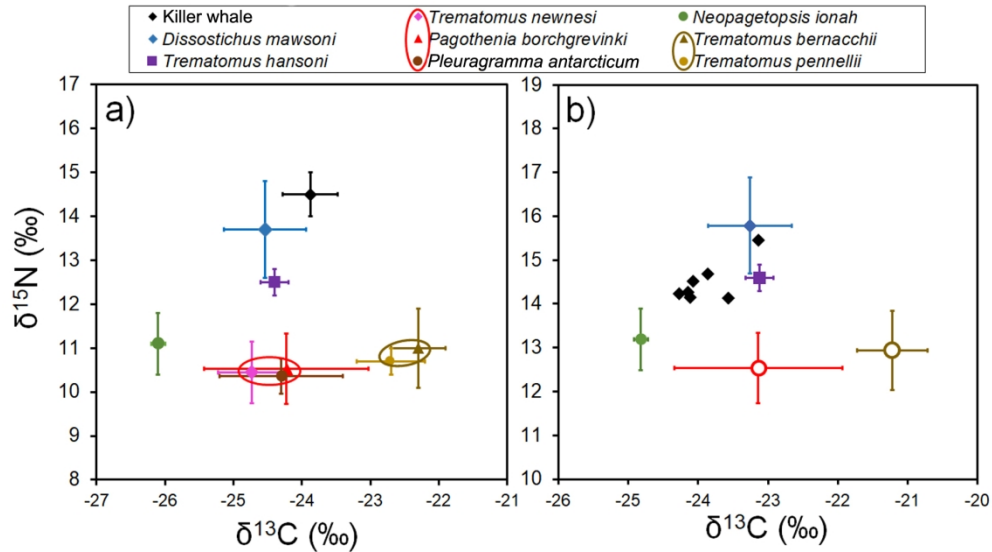 Killer whale Trematomus newnesi Neopagetopsis ionah
Dissostichus mawsoni Pagothenia borchgrevinki Trematomus bernacchii
Trematomus hansoni Pleuragramma antarcticum Trematomus pennellii
a)
b)
17
16
15
14
13
12
11
10
9
8
19
18
17
16
15
14
13
12
11
10
δ15N (‰)
-27 -26 -25 -24 -23 -22 -21
-26 -25 -24 -23 -22 -21 -20
δ13C (‰) δ13C (‰)